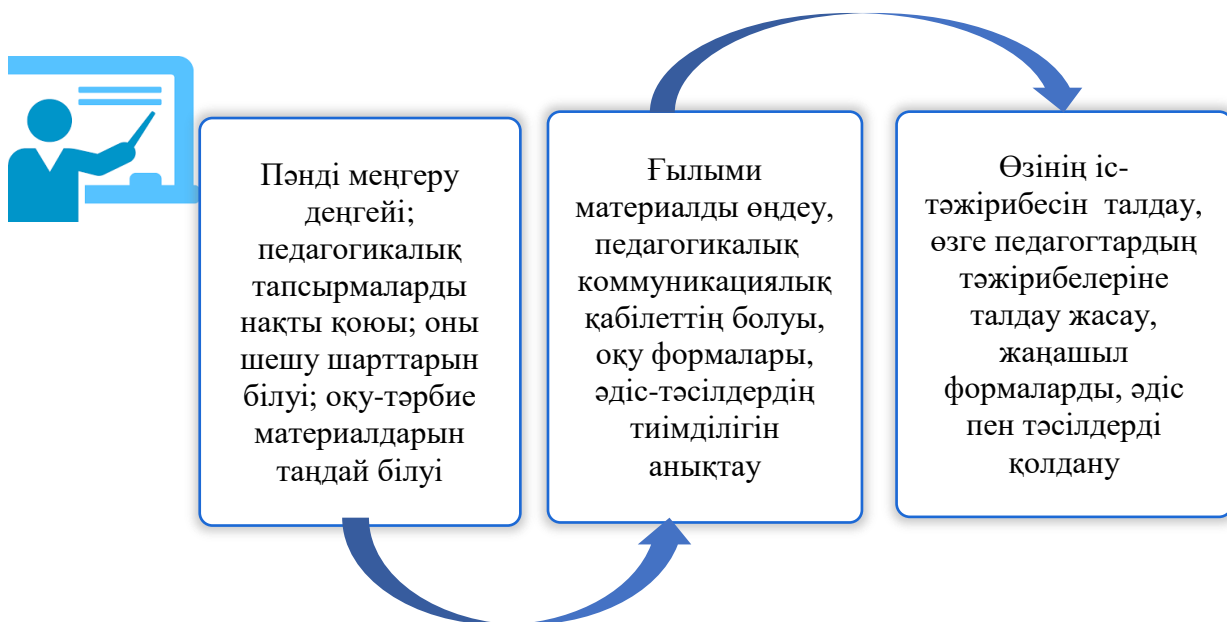 Пәнді меңгеру
деңгейі;
педагогикалық
тапсырмаларды
нақты қоюы; оны
шешу шарттарын
білуі; оқу-тәрбие
материалдарын
таңдай білуі
Ғылыми
материалды өңдеу,
педагогикалық
коммуникациялық
қабілеттің болуы,
оқу формалары,
әдіс-тәсілдердің
тиімділігін
анықтау
Өзінің іс-
тәжірибесін талдау,
өзге педагогтардың
тәжірибелеріне
талдау жасау,
жаңашыл
формаларды, әдіс
пен тәсілдерді
қолдану